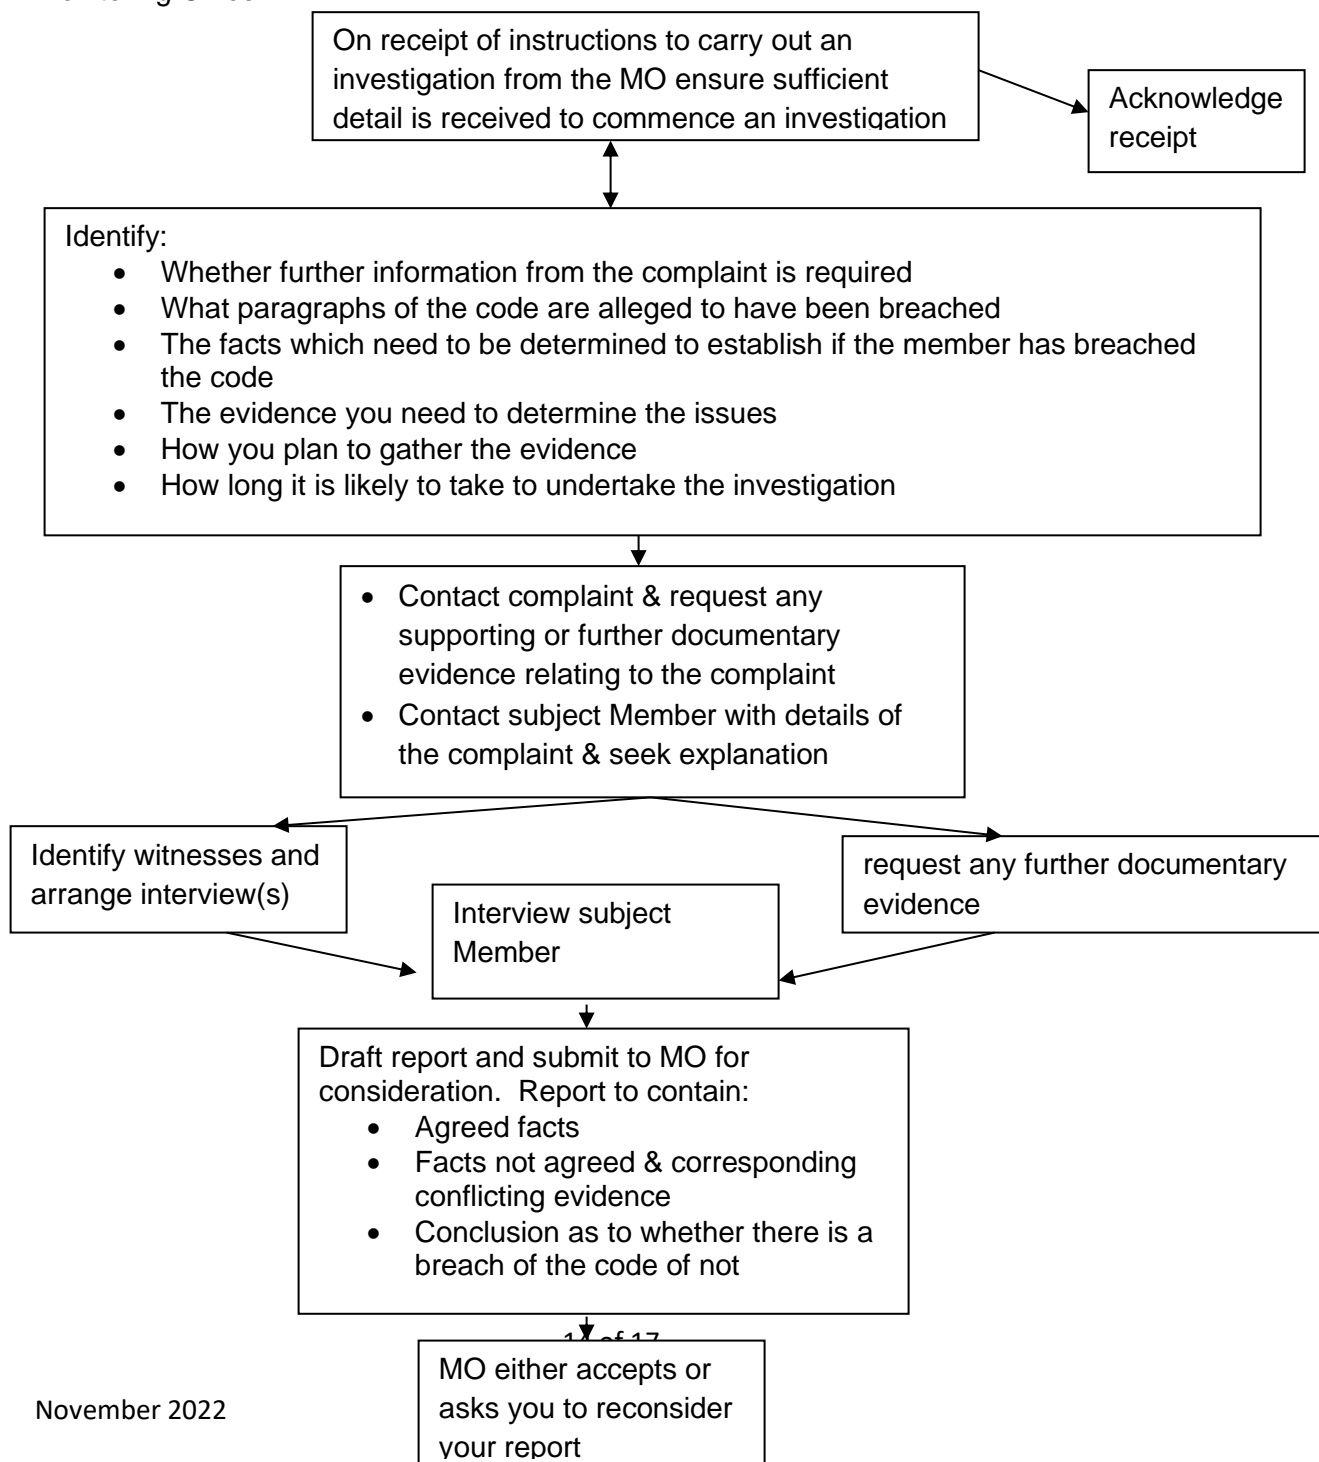 On receipt of instructions to carry out an
investigation from the MO ensure sufficient
detail is received to commence an investigation
Acknowledge
receipt
Identify:
• Whether further information from the complaint is required
• What paragraphs of the code are alleged to have been breached
• The facts which need to be determined to establish if the member has breached
the code
• The evidence you need to determine the issues
• How you plan to gather the evidence
• How long it is likely to take to undertake the investigation
• Contact complaint & request any
supporting or further documentary
evidence relating to the complaint
• Contact subject Member with details of
the complaint & seek explanation
Identify witnesses and
arrange interview(s)
request any further documentary
evidence
Interview subject
Member
Draft report and submit to MO for
consideration.  Report to contain:
• Agreed facts
• Facts not agreed & corresponding
conflicting evidence
• Conclusion as to whether there is a
breach of the code of not
of 17
MO either accepts or
asks you to reconsider
your report
November 2022